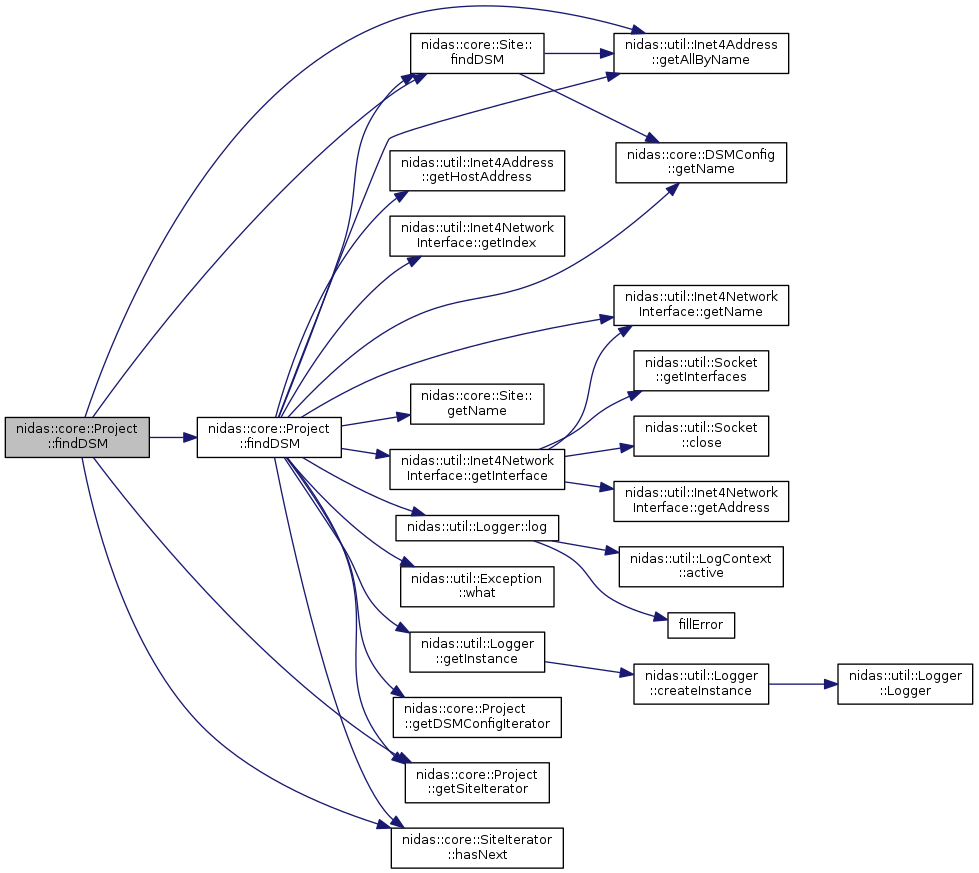 nidas::core::Project
::findDSM
nidas::core::Project
::findDSM
nidas::core::Site::
findDSM
nidas::util::Inet4Address
::getAllByName
nidas::core::DSMConfig
::getName
nidas::util::Inet4Address
::getHostAddress
nidas::util::Inet4Network
Interface::getIndex
nidas::util::Inet4Network
Interface::getName
nidas::util::Socket
::getInterfaces
nidas::core::Site::
getName
nidas::util::Socket
::close
nidas::util::Inet4Network
Interface::getInterface
nidas::util::Inet4Network
Interface::getAddress
nidas::util::Logger::log
nidas::util::LogContext
::active
nidas::util::Exception
::what
fillError
nidas::util::Logger
::getInstance
nidas::util::Logger
::createInstance
nidas::util::Logger
::Logger
nidas::core::Project
::getDSMConfigIterator
nidas::core::Project
::getSiteIterator
nidas::core::SiteIterator
::hasNext